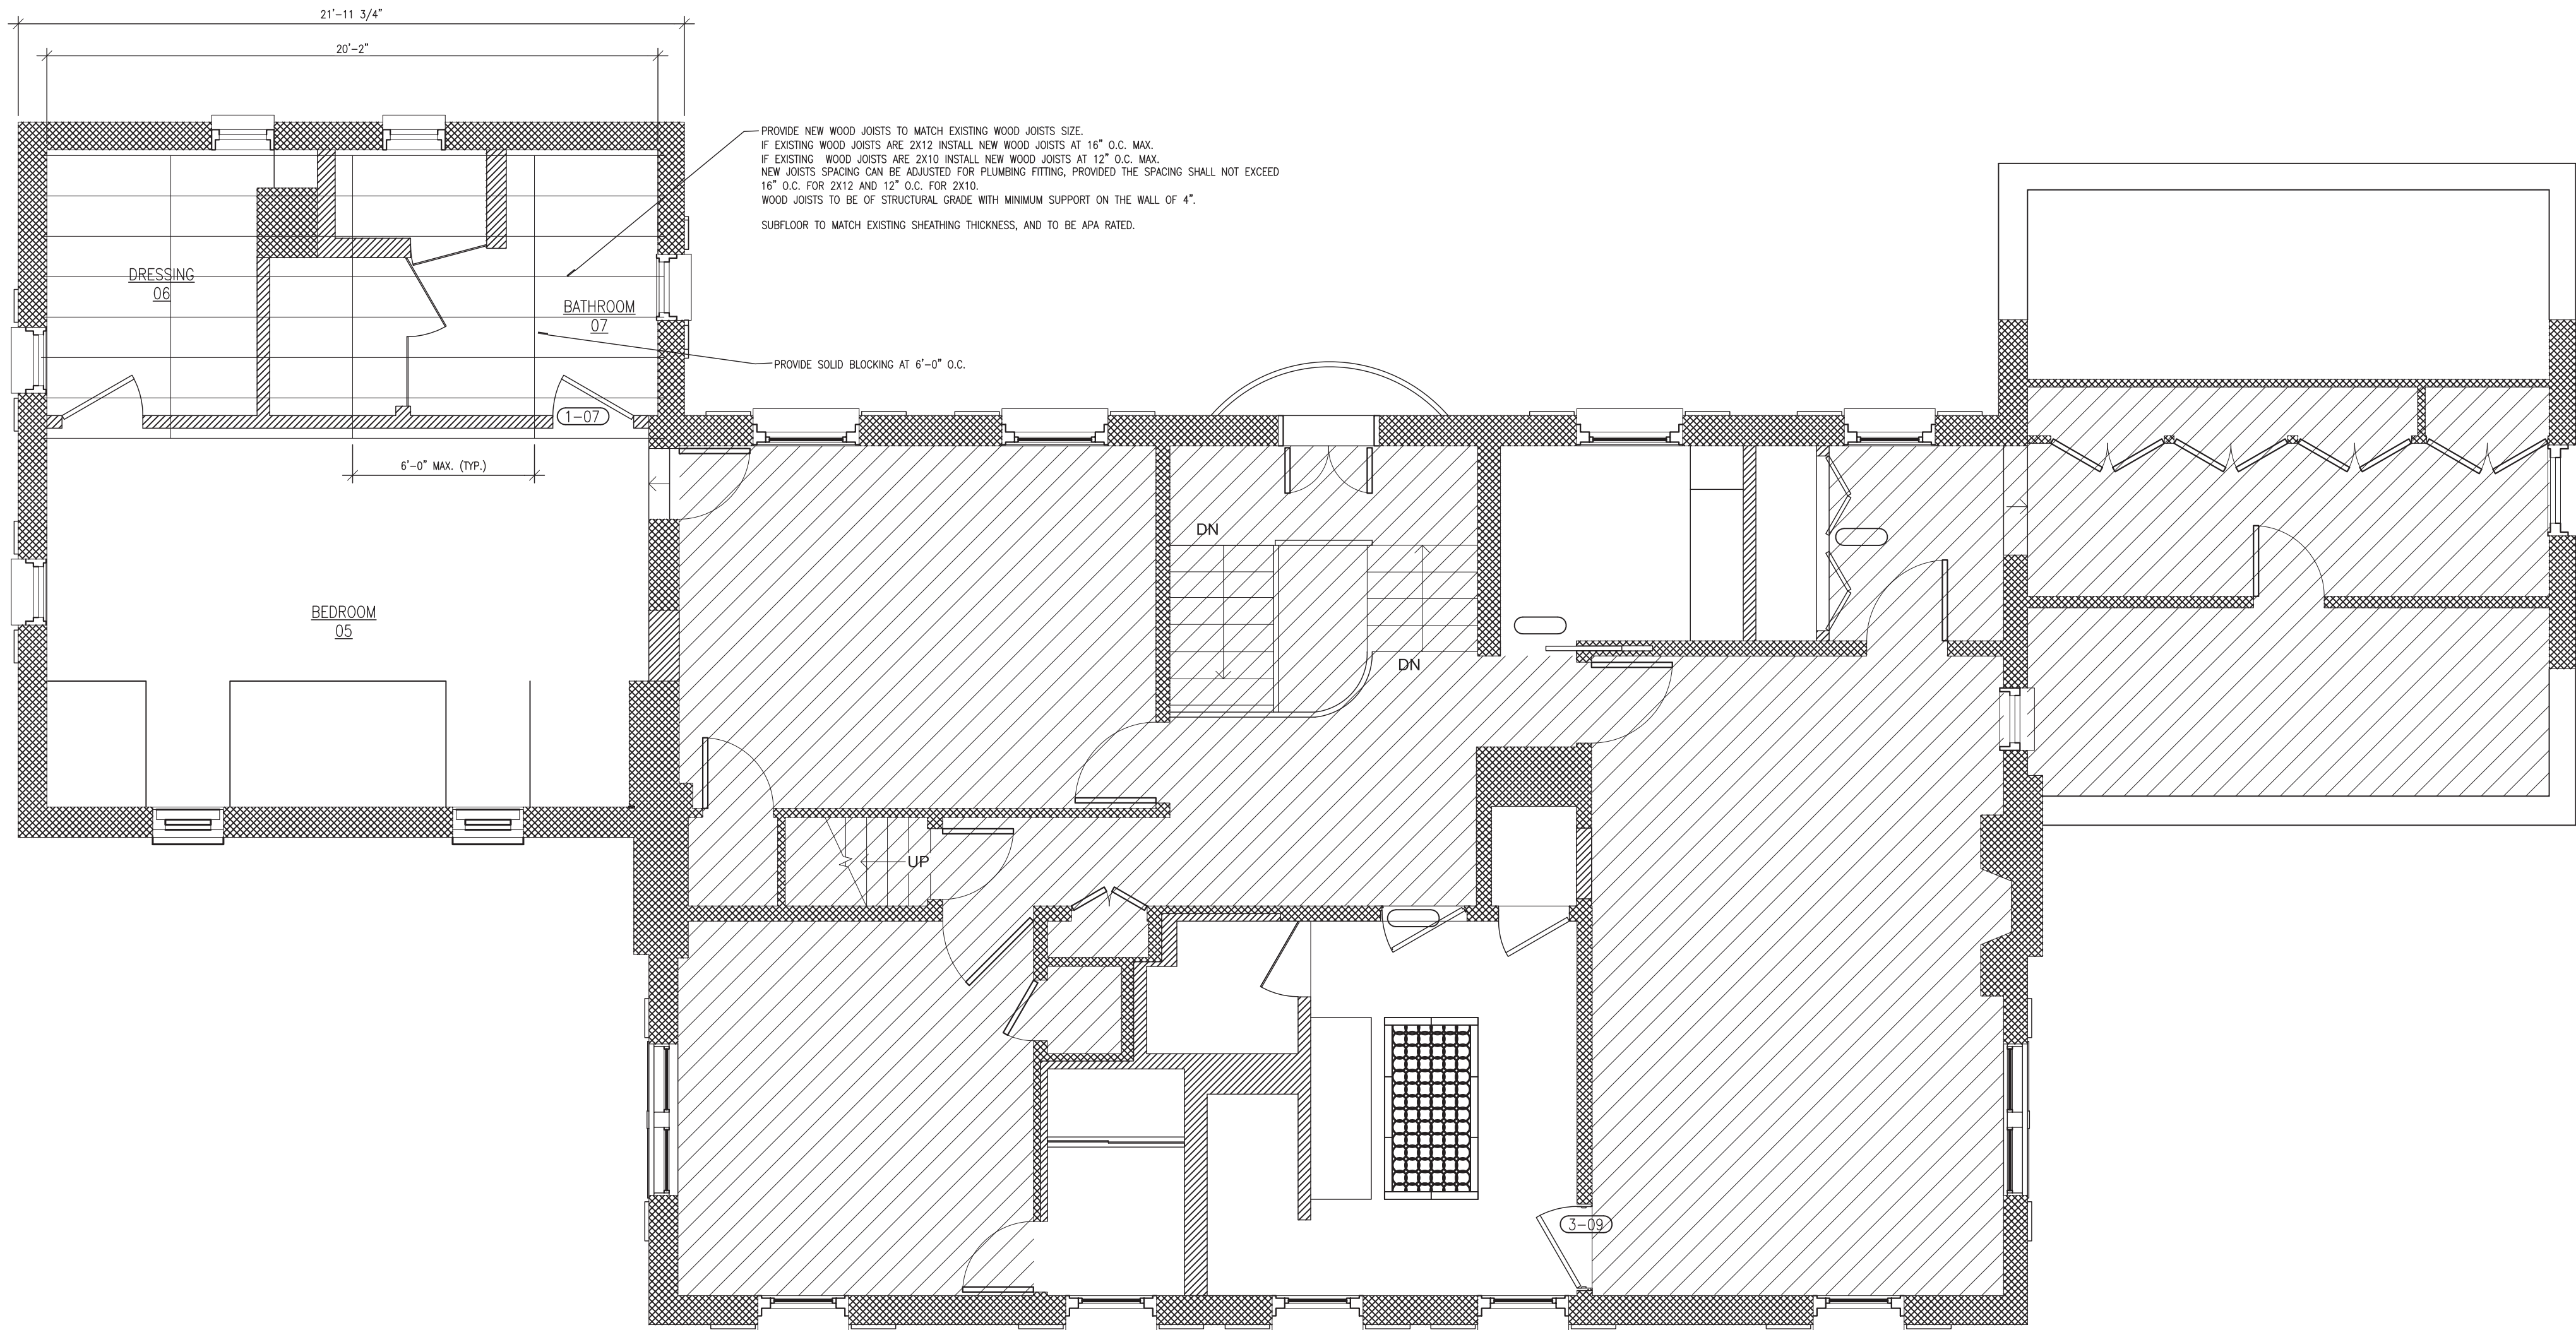 21'-11 3/4"
20'-2"
PROVIDE NEW WOOD JOISTS TO MATCH EXISTING WOOD JOISTS SIZE.
IF EXISTING WOOD JOISTS ARE 2X12 INSTALL NEW WOOD JOISTS AT 16" O.C. MAX.
IF EXISTING WOOD JOISTS ARE 2X10 INSTALL NEW WOOD JOISTS AT 12" O.C. MAX.
NEW JOISTS SPACING CAN BE ADJUSTED FOR PLUMBING FITTING, PROVIDED THE SPACING SHALL NOT EXCEED
16" O.C. FOR 2X12 AND 12" O.C. FOR 2X10.
WOOD JOISTS TO BE OF STRUCTURAL GRADE WITH MINIMUM SUPPORT ON THE WALL OF 4".
SUBFLOOR TO MATCH EXISTING SHEATHING THICKNESS, AND TO BE APA RATED.
DRESSING
06
BATHROOM
07
PROVIDE SOLID BLOCKING AT 6'-0" O.C.
1-07
6'-0" MAX. (TYP.)
DN
BEDROOM
05
DN
UP
3-09